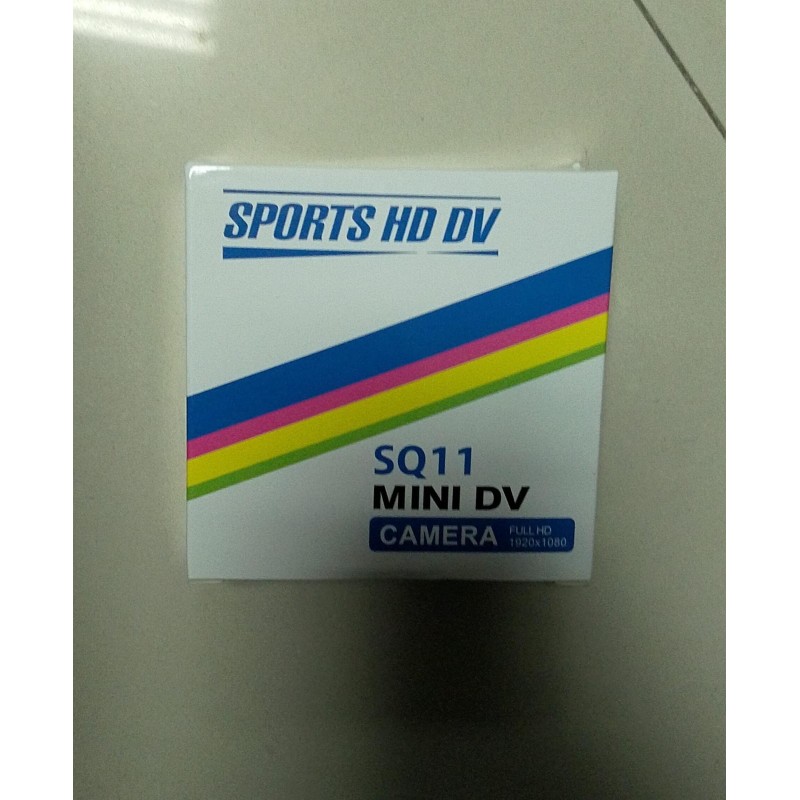 SPORTS HD DV
SQ11
MINI DV
CAMERA
FULL HD
1920x1080